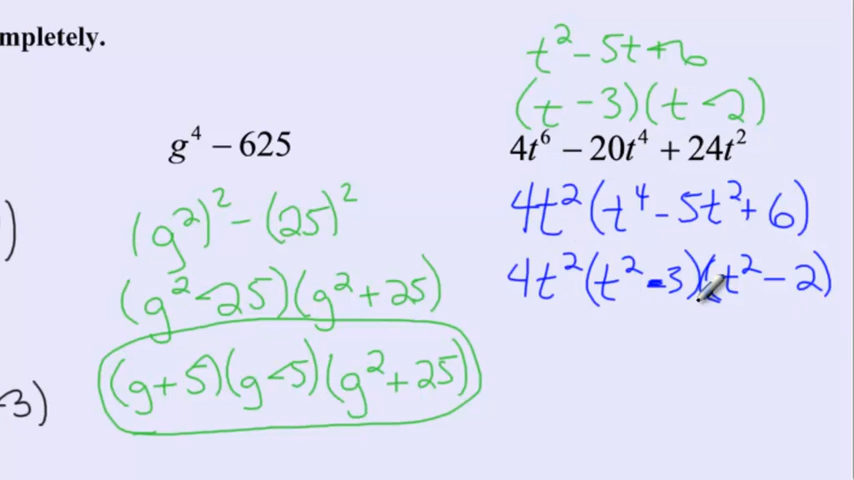 mpletely.
t² - 5t + 6
(t - 3)(t - 2)
g⁴ − 625
4t⁶ − 20t⁴ + 24t²
)
(g²)² - (25)²
4t²(t⁴ - 5t² + 6)
(g² - 25)(g² + 25)
4t²(t² - 3)(t² - 2)
-3)
(g + 5)(g - 5)(g² + 25)